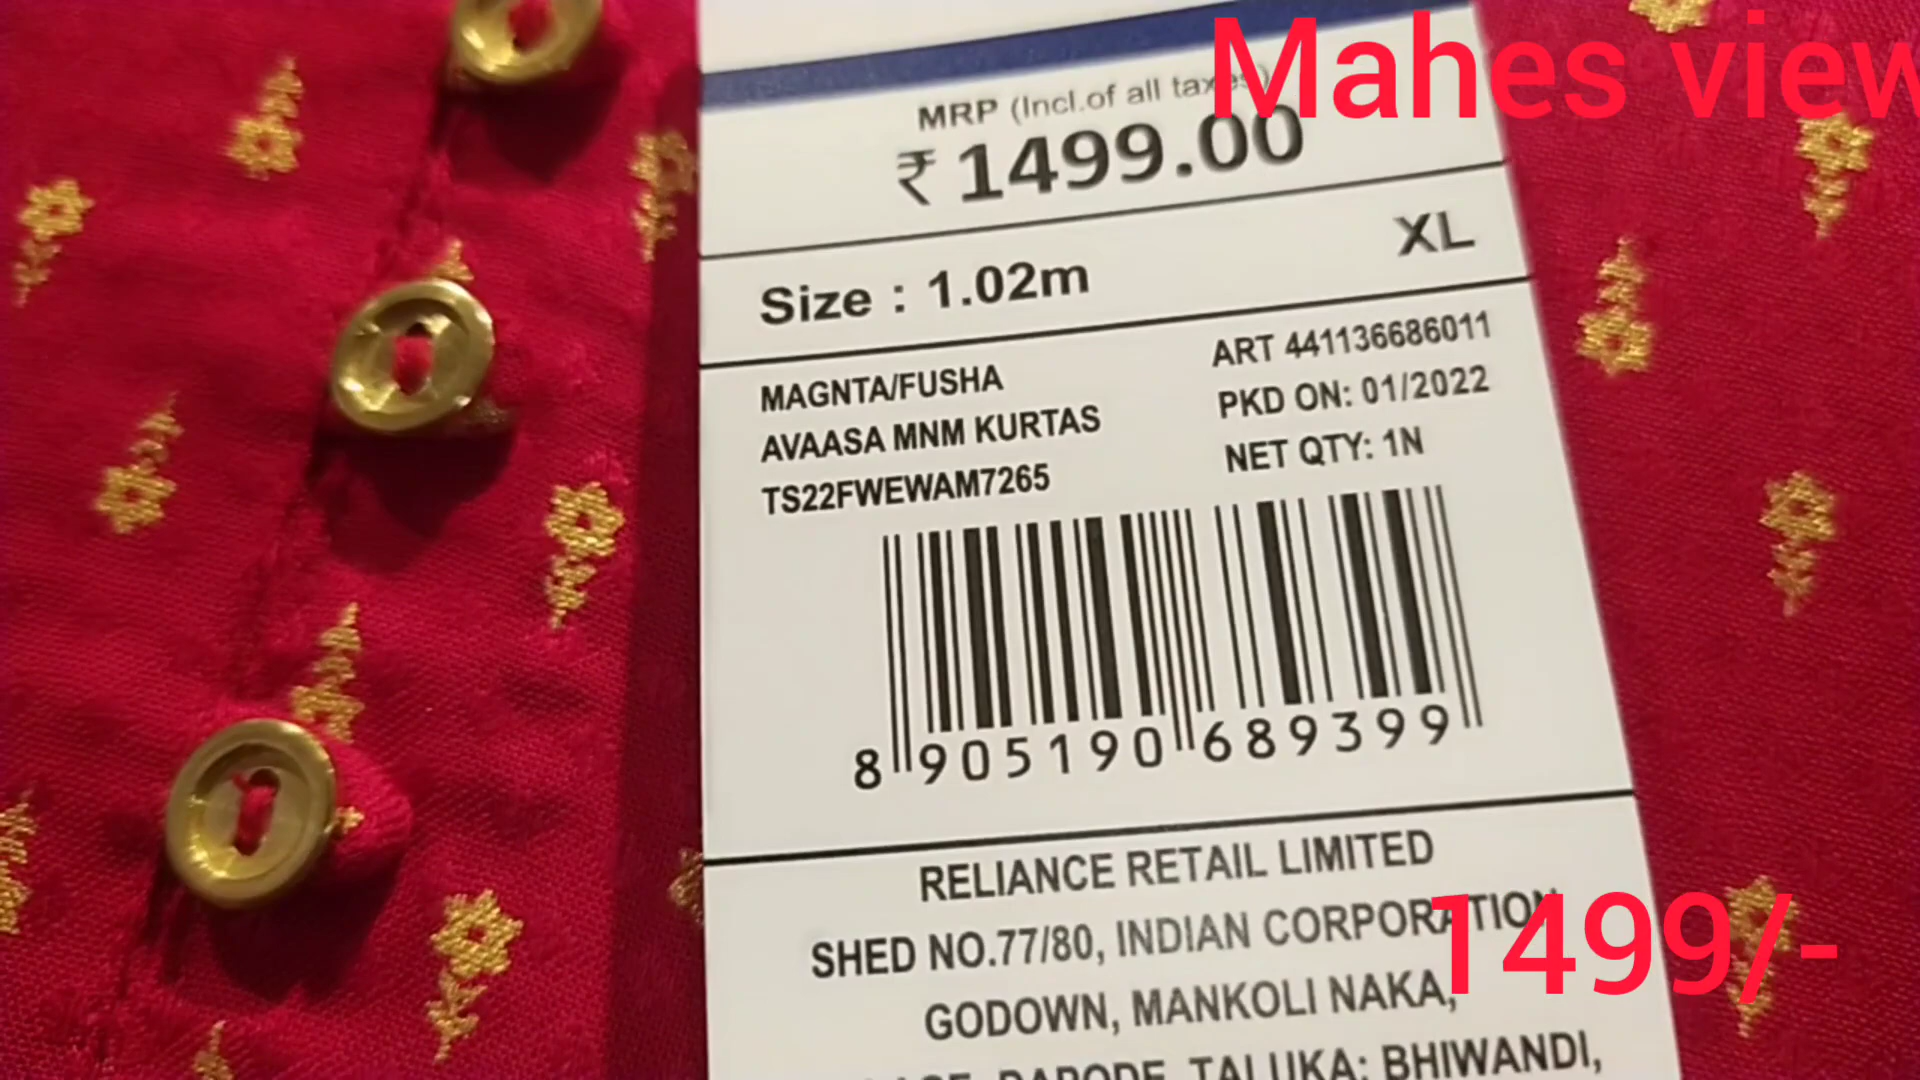 Mahes view
MRP (Incl.of all taxes)
₹ 1499.00
Size : 1.02m
XL
MAGNTA/FUSHA
AVAASA MNM KURTAS
TS22FWEWAM7265
ART 441136686011
PKD ON: 01/2022
NET QTY: 1N
8 905190 689399
RELIANCE RETAIL LIMITED
SHED NO.77/80, INDIAN CORPORATION
GODOWN, MANKOLI NAKA,
1499/-
DAPODE, TALUKA: BHIWANDI,